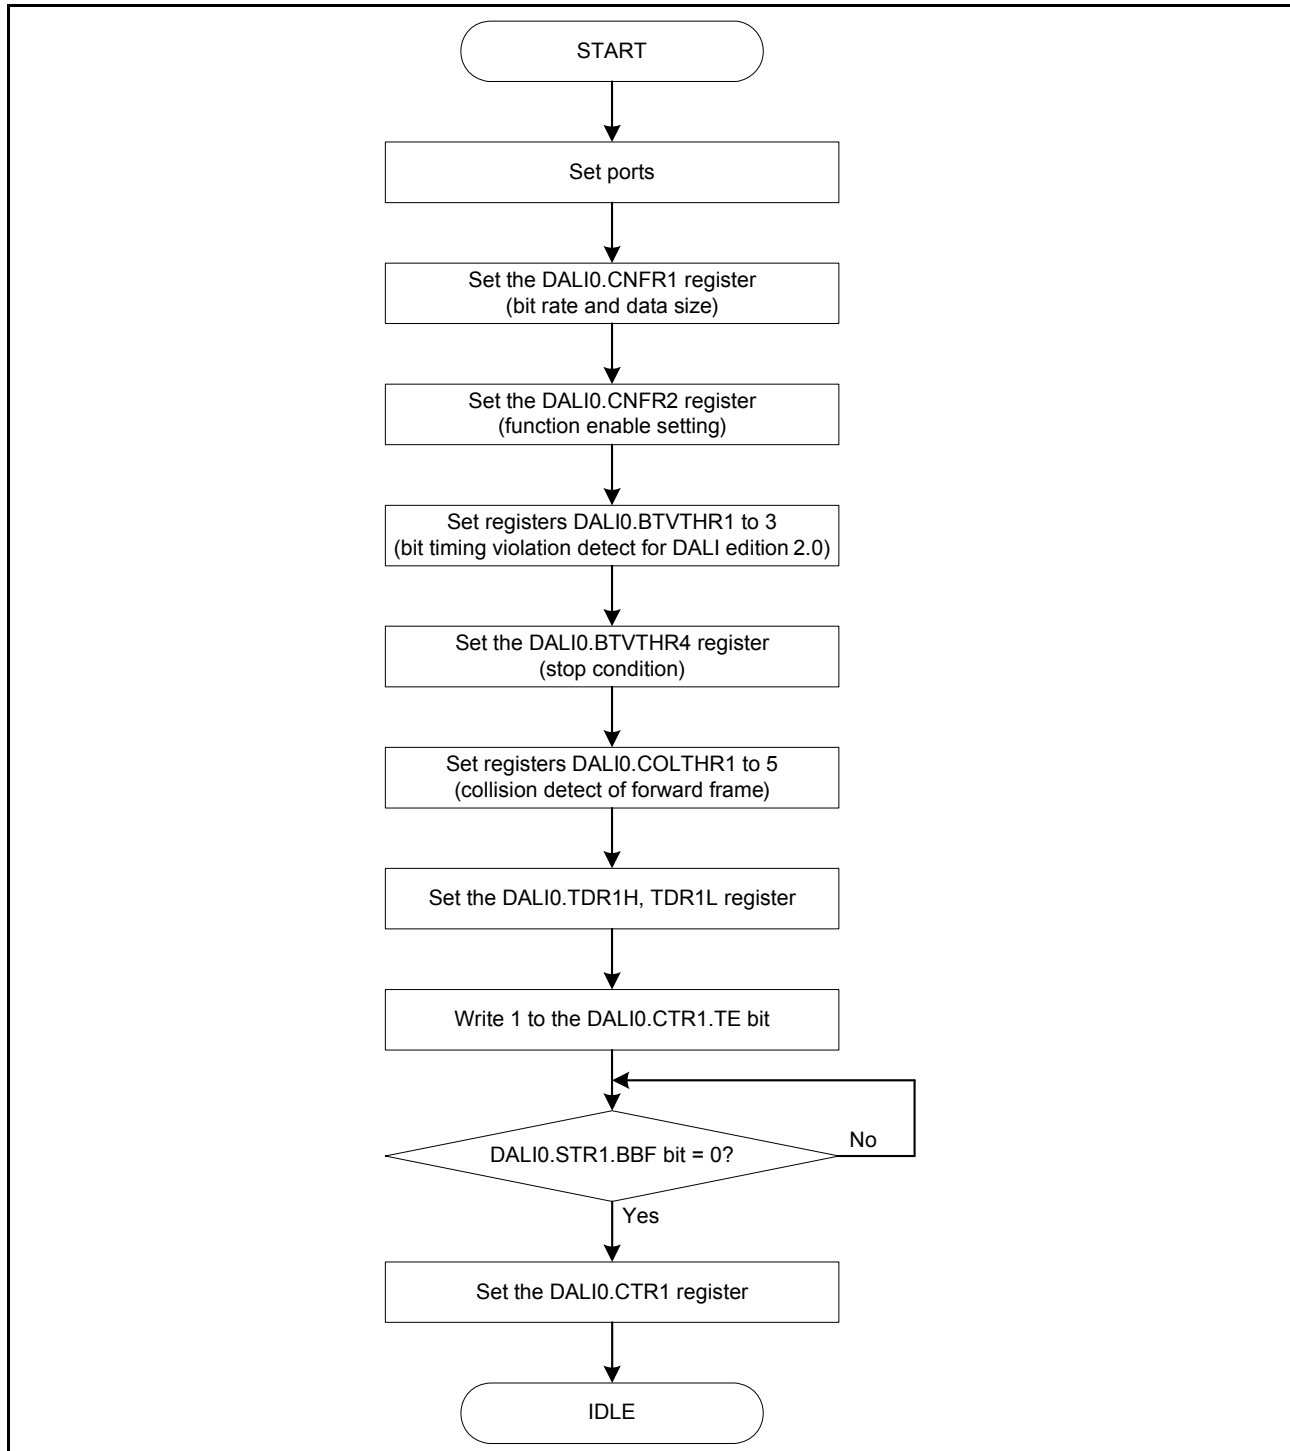 START
Set ports
Set the DALI0.CNFR1 register
(bit rate and data size)
Set the DALI0.CNFR2 register
(function enable setting)
Set registers DALI0.BTVTHR1 to 3
(bit timing violation detect for DALI edition 2.0)
Set the DALI0.BTVTHR4 register
(stop condition)
Set registers DALI0.COLTHR1 to 5
(collision detect of forward frame)
Set the DALI0.TDR1H, TDR1L register
Write 1 to the DALI0.CTR1.TE bit
DALI0.STR1.BBF bit = 0?
No
Yes
Set the DALI0.CTR1 register
IDLE